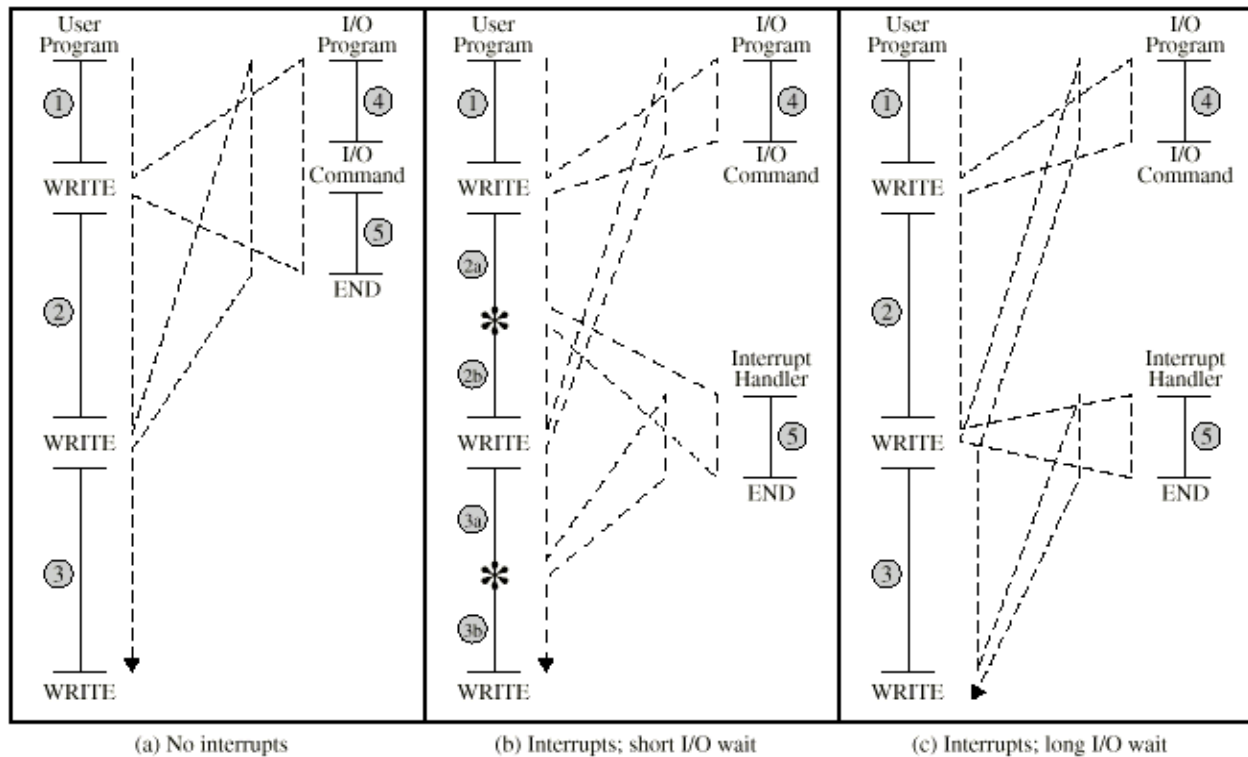 User
Program
I/O
Program
1
4
WRITE
I/O
Command
5
2
END
WRITE
3
WRITE
(a) No interrupts
User
Program
I/O
Program
1
4
WRITE
I/O
Command
2a
*
2b
Interrupt
Handler
WRITE
5
END
3a
*
3b
WRITE
(b) Interrupts; short I/O wait
User
Program
I/O
Program
1
4
WRITE
I/O
Command
2
Interrupt
Handler
WRITE
5
END
3
WRITE
(c) Interrupts; long I/O wait